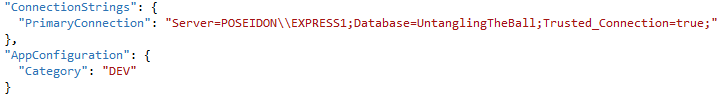 "ConnectionStrings": {
"PrimaryConnection": "Server=POSEIDON\\EXPRESS1;Database=UntanglingTheBall;Trusted_Connection=true;"
},
"AppConfiguration": {
"Category": "DEV"
}